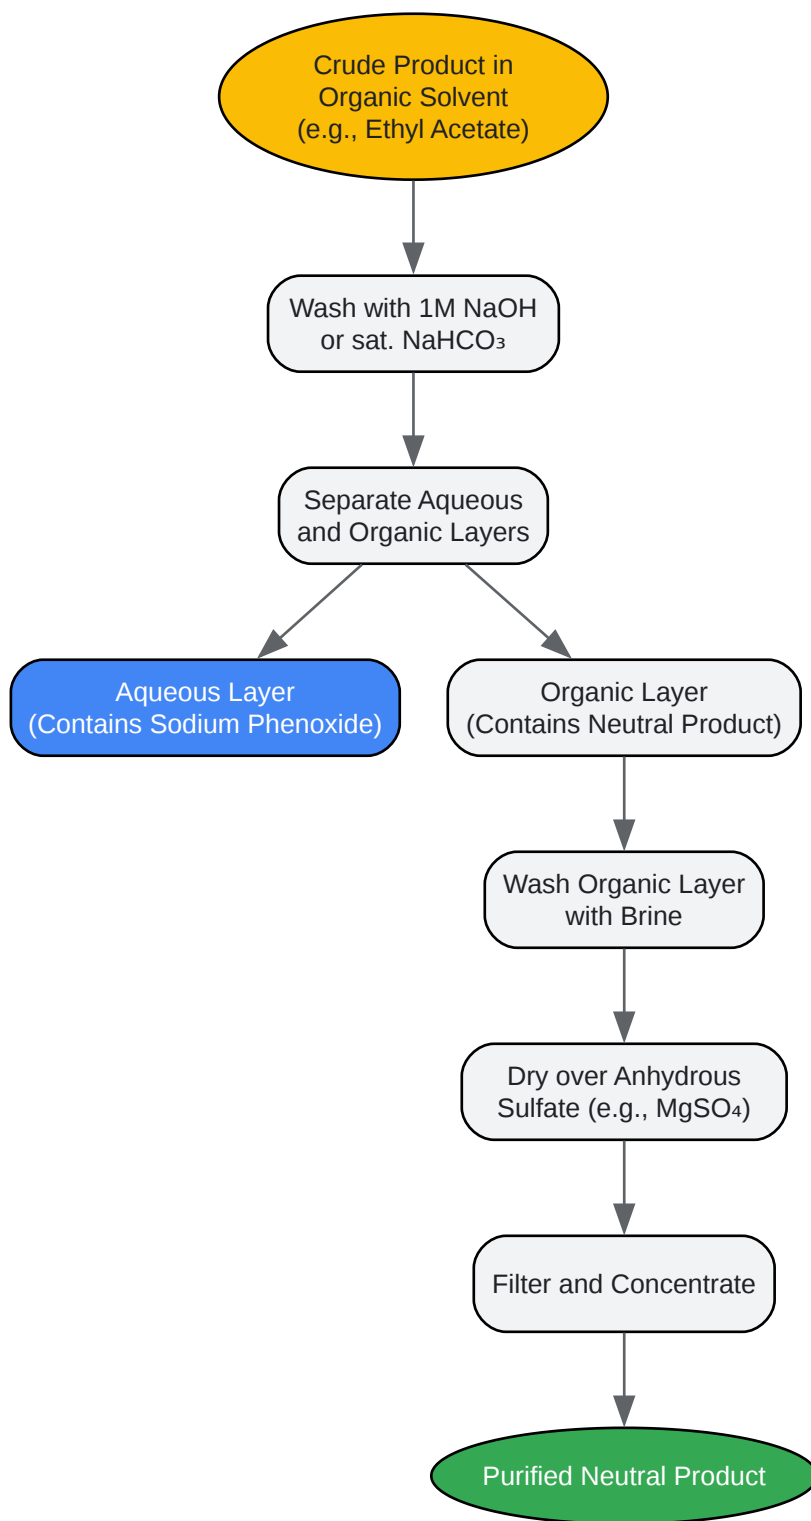 Crude Product in
Organic Solvent
(e.g., Ethyl Acetate)
Wash with 1M NaOH
or sat. NaHCO₃
Separate Aqueous
and Organic Layers
Aqueous Layer
(Contains Sodium Phenoxide)
Organic Layer
(Contains Neutral Product)
Wash Organic Layer
with Brine
Dry over Anhydrous
Sulfate (e.g., MgSO₄)
Filter and Concentrate
Purified Neutral Product